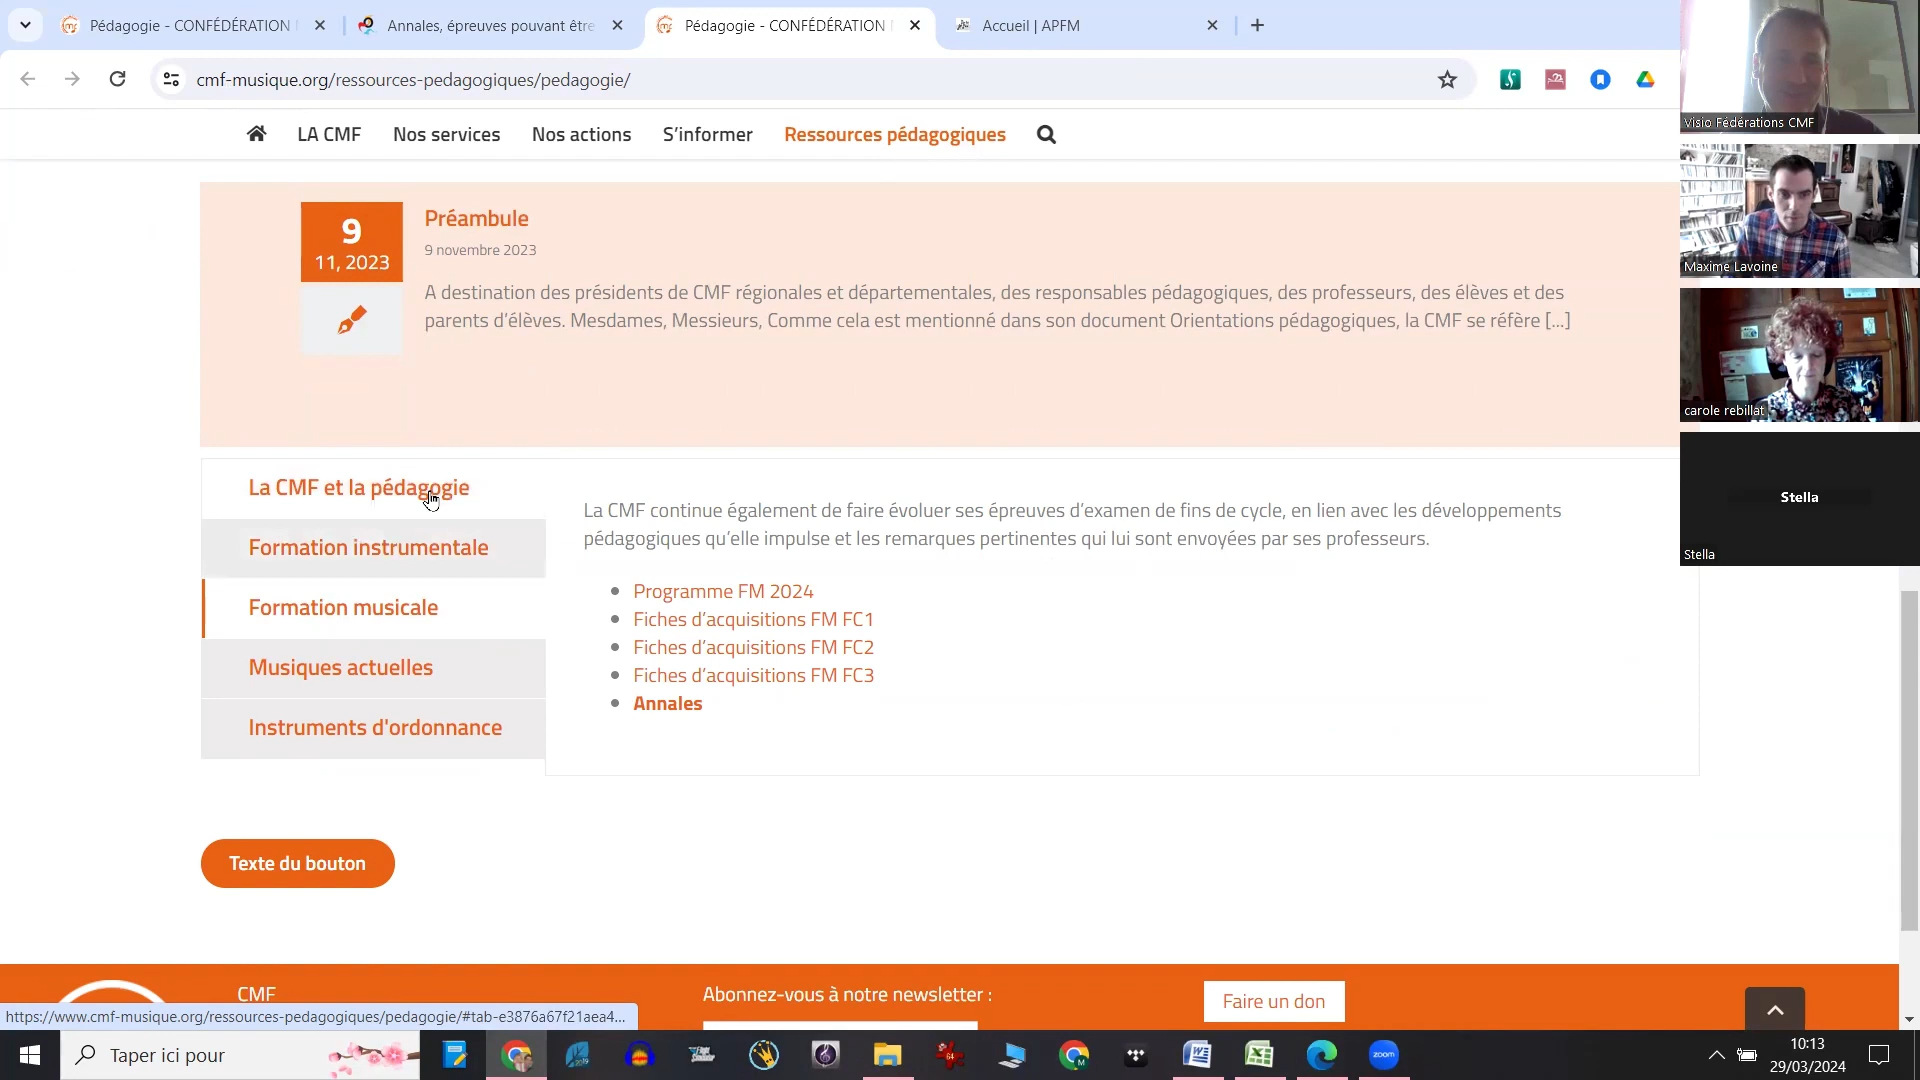 Pédagogie - CONFÉDÉRATION
Annales, épreuves pouvant être
Pédagogie - CONFÉDÉRATION
Accueil | APFM
cmf-musique.org/ressources-pedagogiques/pedagogie/
LA CMF
Nos services
Nos actions
S'informer
Ressources pédagogiques
9
11, 2023
Préambule
9 novembre 2023
A destination des présidents de CMF régionales et départementales, des responsables pédagogiques, des professeurs, des élèves et des
parents d'élèves. Mesdames, Messieurs, Comme cela est mentionné dans son document Orientations pédagogiques, la CMF se réfère [...]
La CMF et la pédagogie
Formation instrumentale
Formation musicale
Musiques actuelles
Instruments d'ordonnance
La CMF continue également de faire évoluer ses épreuves d'examen de fins de cycle, en lien avec les développements
pédagogiques qu'elle impulse et les remarques pertinentes qui lui sont envoyées par ses professeurs.
Programme FM 2024
Fiches d'acquisitions FM FC1
Fiches d'acquisitions FM FC2
Fiches d'acquisitions FM FC3
Annales
Texte du bouton
CMF
Abonnez-vous à notre newsletter :
Faire un don
https://www.cmf-musique.org/ressources-pedagogiques/pedagogie/#tab-e3876a67f21aea4...
Taper ici pour
zoom
10:13
29/03/2024
Visio Fédérations CMF
Maxime Lavoine
carole rebillat
Stella
Stella